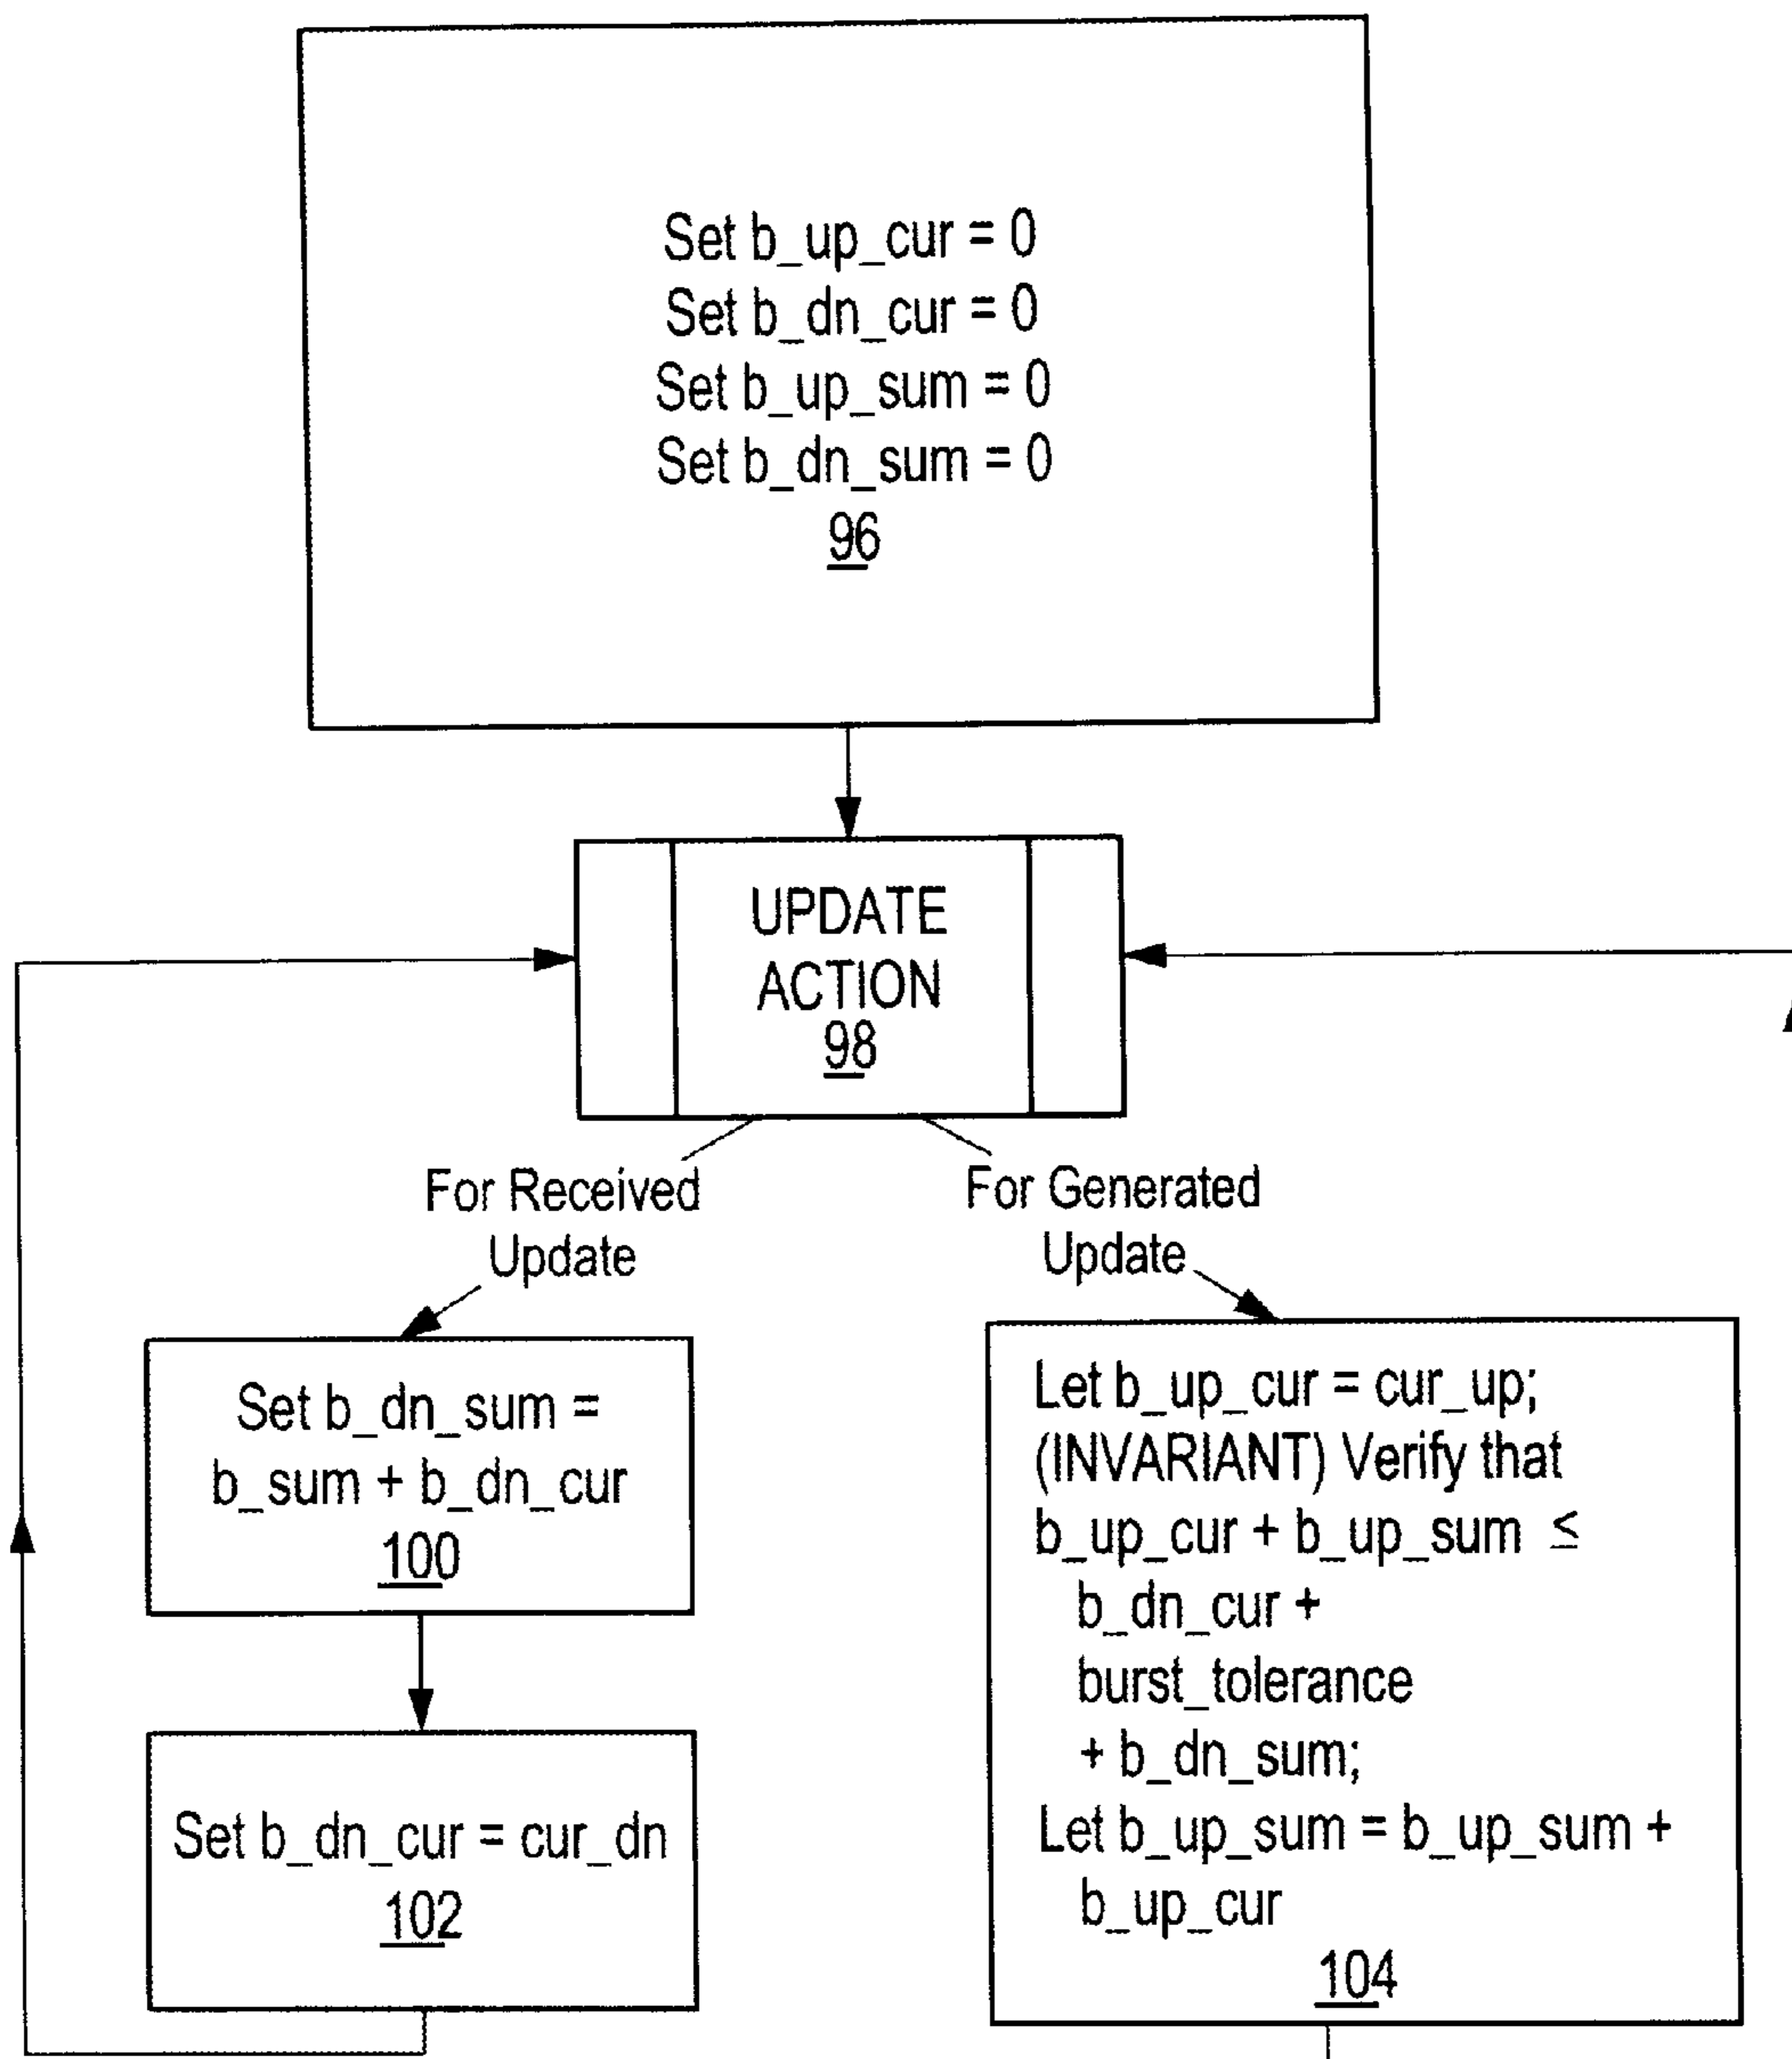 Set b_up_cur = 0
Set b_dn_cur = 0
Set b_up_sum = 0
Set b_dn_sum = 0
96
UPDATE
ACTION
98
For Received
Update
For Generated
Update
Set b_dn_sum =
b_sum + b_dn_cur
100
Set b_dn_cur = cur_dn
102
Let b_up_cur = cur_up;
(INVARIANT) Verify that
b_up_cur + b_up_sum ≤
b_dn_cur +
burst_tolerance
+ b_dn_sum;
Let b_up_sum = b_up_sum +
b_up_cur
104